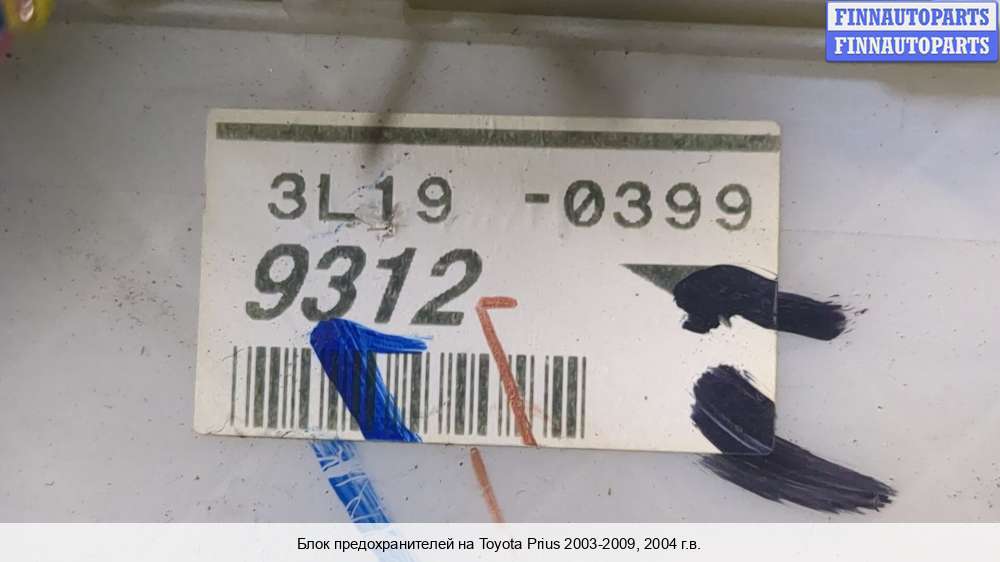 FINNAUTOPARTS
FINNAUTOPARTS
3L19 -0399
9312
Блок предохранителей на Toyota Prius 2003-2009, 2004 г.в.